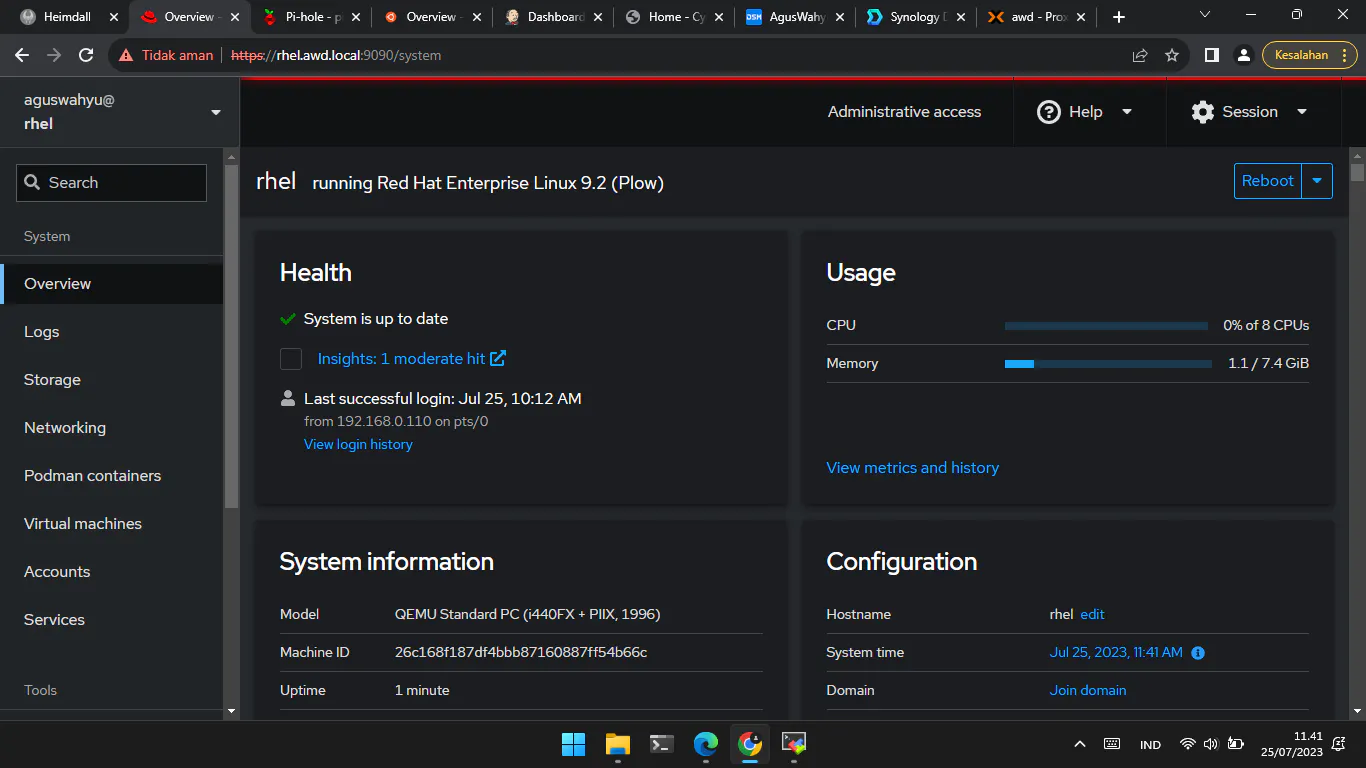 Heimdall
Overview -
Pi-hole - p
Overview -
Dashboard
Home - Cy
DSM
AgusWahy
Synology D
awd - Prox
Tidak aman
https://rhel.awd.local:9090/system
Kesalahan
aguswahyu@
rhel
Administrative access
Help
Session
Search
rhel running Red Hat Enterprise Linux 9.2 (Plow)
Reboot
System
Overview
Logs
Storage
Networking
Podman containers
Virtual machines
Accounts
Services
Tools
Health
System is up to date
Insights: 1 moderate hit
Last successful login: Jul 25, 10:12 AM
from 192.168.0.110 on pts/0
View login history
Usage
CPU 0% of 8 CPUs
Memory 1.1 / 7.4 GiB
View metrics and history
System information
Model QEMU Standard PC (i440FX + PIIX, 1996)
Machine ID 26c168f187df4bbb87160887ff54b66c
Uptime 1 minute
Configuration
Hostname rhel edit
System time Jul 25, 2023, 11:41 AM
Domain Join domain
IND
11.41
25/07/2023